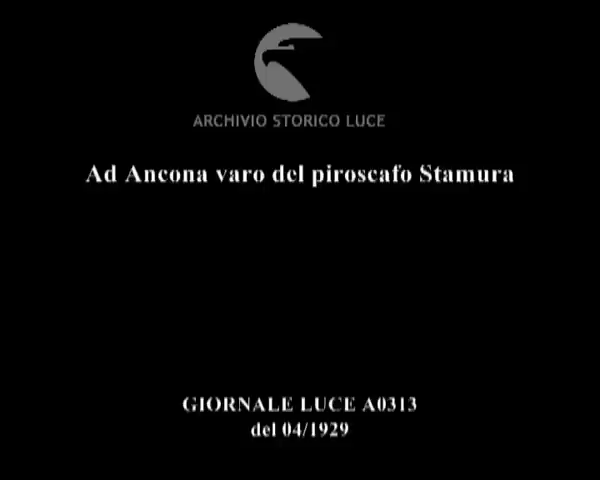 ARCHIVIO STORICO LUCE
Ad Ancona varo del piroscafo Stamura
GIORNALE LUCE A0313
del 04/1929